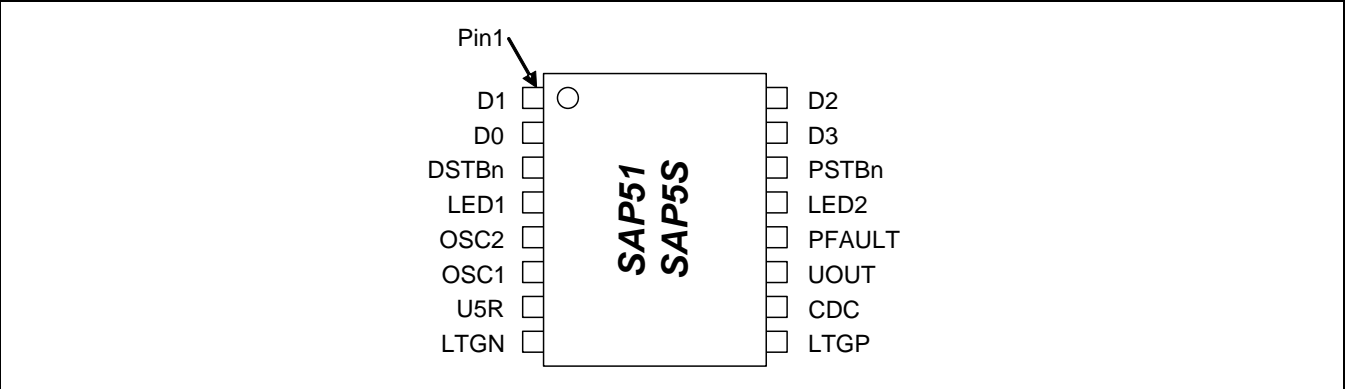 Pin1
D1
D2
D0
D3
DSTBn
PSTBn
LED1
LED2
OSC2
PFAULT
OSC1
UOUT
U5R
CDC
LTGN
LTGP
SAP51
SAP5S